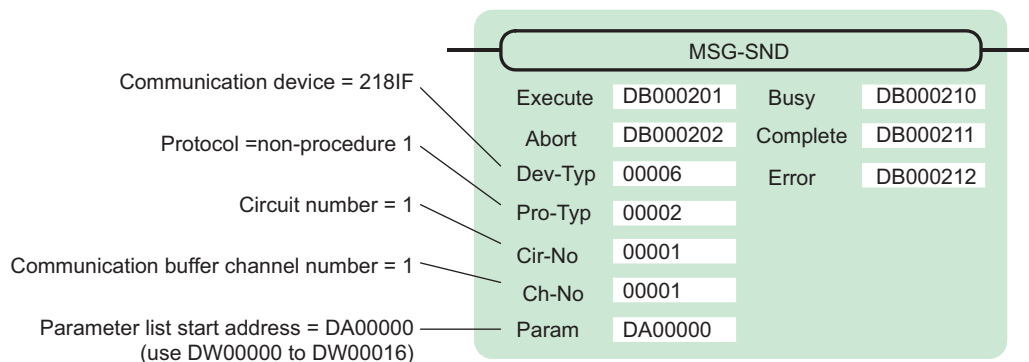 MSG-SND
Communication device = 218IF
Execute DB000201 Busy DB000210
Protocol =non-procedure 1
Abort DB000202 Complete DB000211
Dev-Typ 00006 Error DB000212
Circuit number = 1
Pro-Typ 00002
Cir-No 00001
Communication buffer channel number = 1
Ch-No 00001
Parameter list start address = DA00000
(use DW00000 to DW00016)
Param DA00000